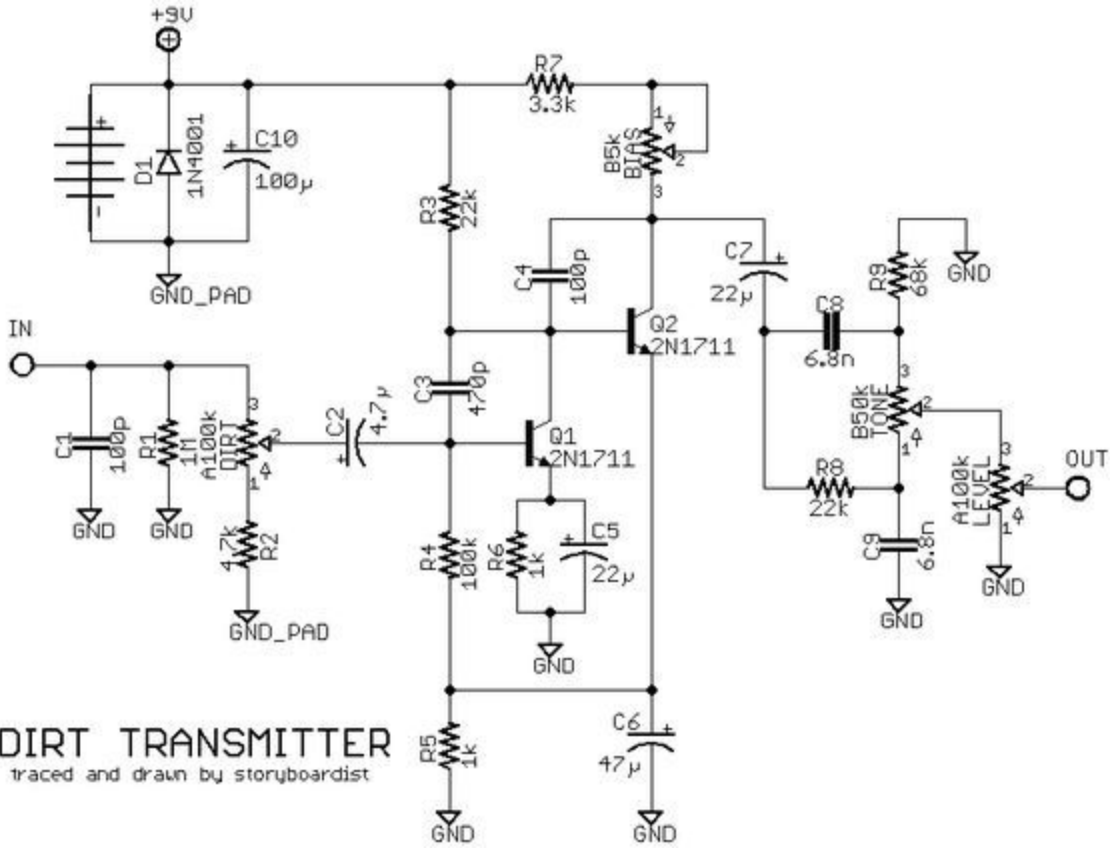 +9V
R7
3.3k
+
D1
1N4001
+
C10
100µ
-
GND_PAD
R3
22k
1
B5k
BIAS
2
3
C4
100p
C7
+
22µ
R9
68k
GND
C8
6.8n
Q2
2N1711
IN
C1
100p
GND
R1
1M
GND
A100k
DIRT
3
2
1
4.7k
R2
GND_PAD
C2
4.7µ
+
C3
470p
Q1
2N1711
R4
100k
R6
1k
+
C5
22µ
GND
3
B50k
TONE
2
1
R8
22k
C9
6.8n
GND
A100k
LEVEL
3
2
1
GND
OUT
R5
1k
GND
C6
+
47µ
GND
DIRT TRANSMITTER
traced and drawn by storyboardist